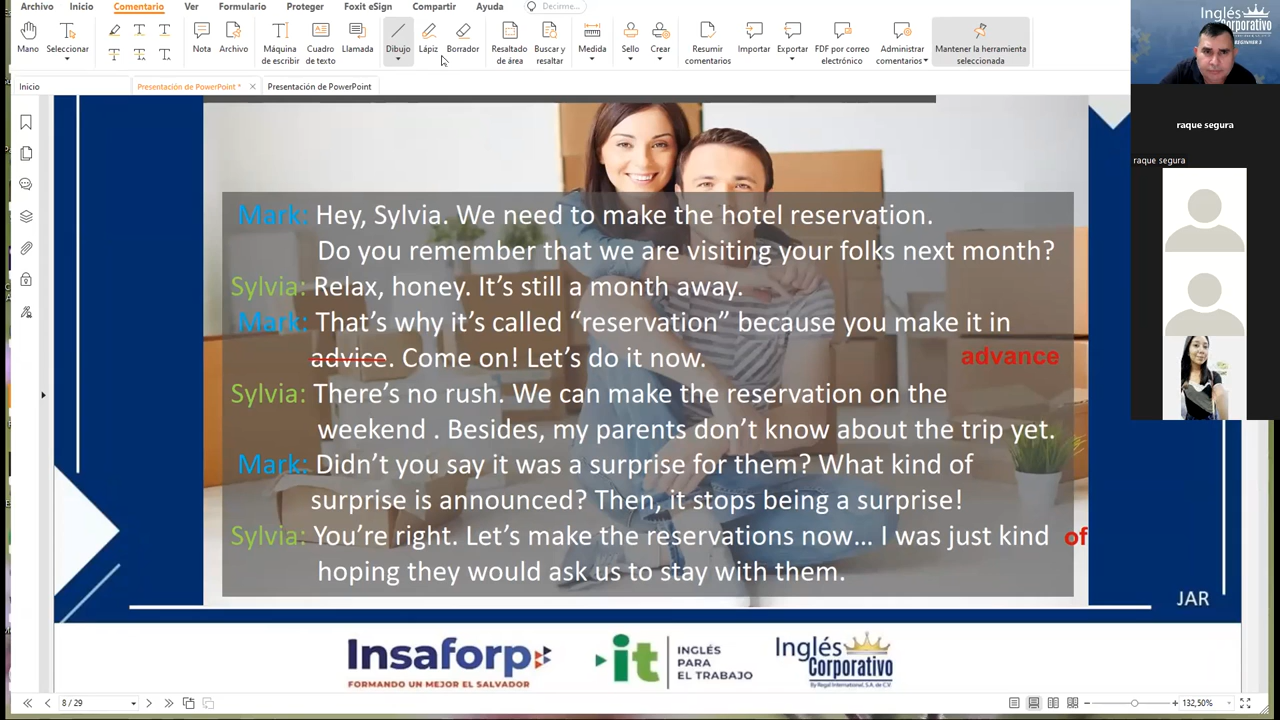 Archivo Inicio Comentario Ver Formulario Proteger Foxit eSign Compartir Ayuda Decirme...
Mano Seleccionar Nota Archivo Máquina de escribir Cuadro de texto Llamada Dibujo Lápiz Borrador Resaltado de área Buscar y resaltar Medida Sello Crear Resumir comentarios Importar Exportar FDF por correo electrónico Administrar comentarios Mantener la herramienta seleccionada
Inicio Presentación de PowerPoint * Presentación de PowerPoint
Inglés Corporativo
BEGINNER 2
raque segura
raque segura
Mark: Hey, Sylvia. We need to make the hotel reservation.
Do you remember that we are visiting your folks next month?
Sylvia: Relax, honey. It's still a month away.
Mark: That's why it's called “reservation” because you make it in
advice. Come on! Let's do it now. advance
Sylvia: There's no rush. We can make the reservation on the
weekend . Besides, my parents don't know about the trip yet.
Mark: Didn't you say it was a surprise for them? What kind of
surprise is announced? Then, it stops being a surprise!
Sylvia: You're right. Let's make the reservations now... I was just kind of
hoping they would ask us to stay with them.
JAR
Insaforp
FORMANDO UN MEJOR EL SALVADOR
it INGLÉS PARA EL TRABAJO
Inglés Corporativo
By Regal International, S.A. de C.V.
8 / 29 132,50%